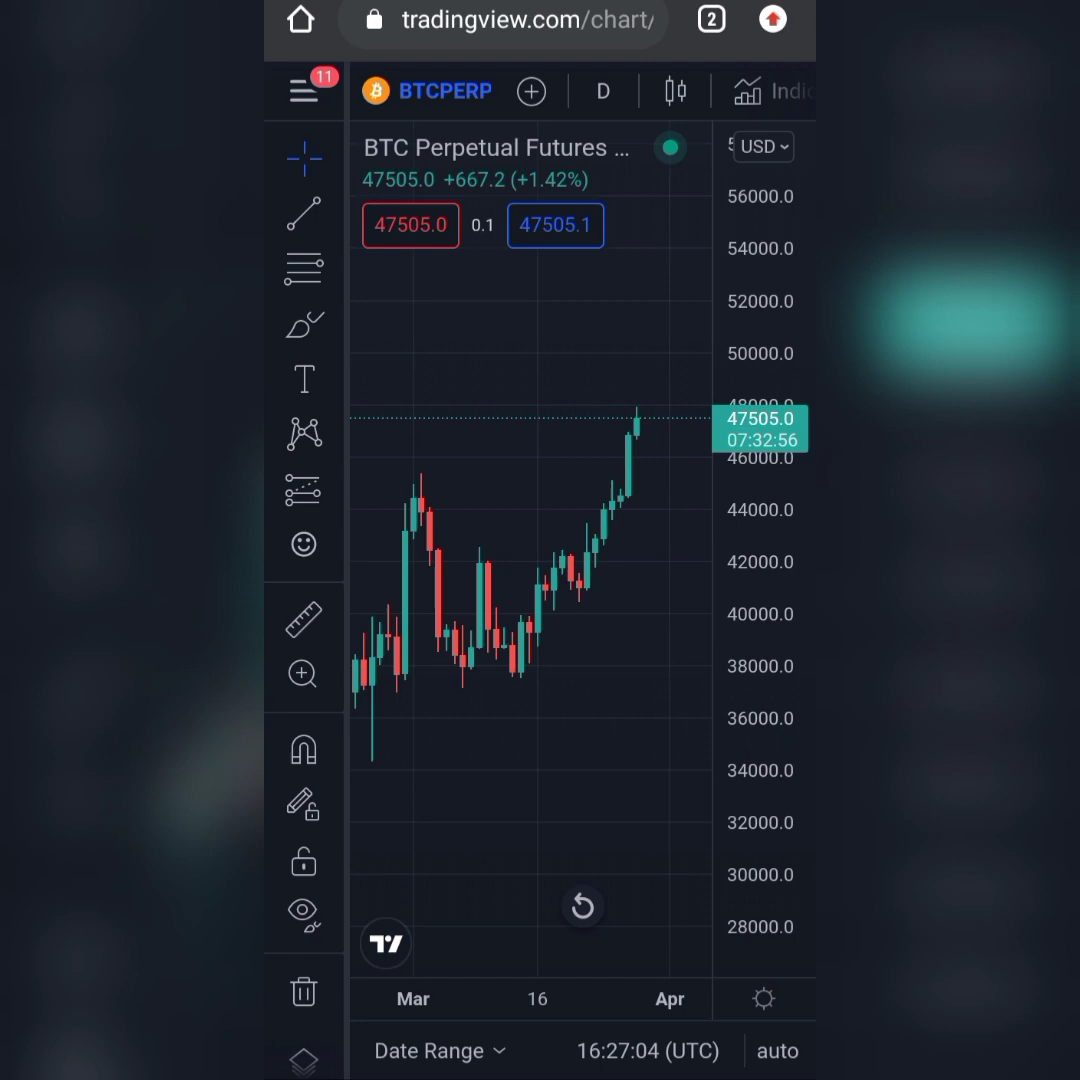 tradingview.com/chart/
2
11
BTCPERP
D
Indic
BTC Perpetual Futures ...
USD
47505.0 +667.2 (+1.42%)
47505.0
0.1
47505.1
56000.0
54000.0
52000.0
50000.0
48000.0
47505.0
07:32:56
46000.0
44000.0
42000.0
40000.0
38000.0
36000.0
34000.0
32000.0
30000.0
28000.0
Mar
16
Apr
Date Range
16:27:04 (UTC)
auto